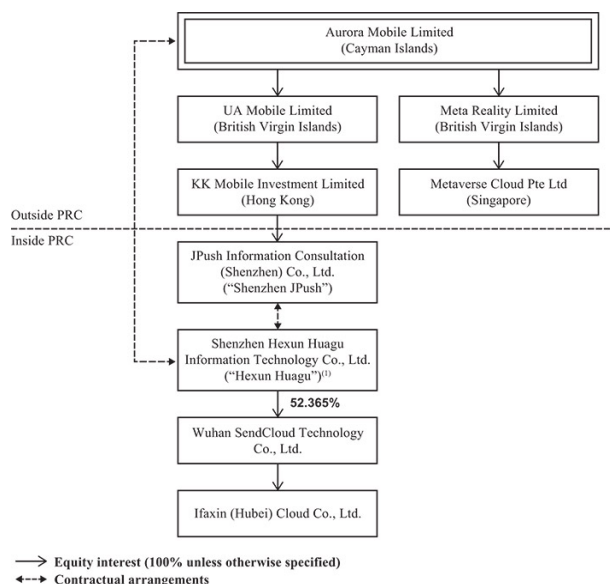 Aurora Mobile Limited
(Cayman Islands)
UA Mobile Limited
(British Virgin Islands)
Meta Reality Limited
(British Virgin Islands)
KK Mobile Investment Limited
(Hong Kong)
Metaverse Cloud Pte Ltd
(Singapore)
Outside PRC
Inside PRC
JPush Information Consultation
(Shenzhen) Co., Ltd.
(“Shenzhen JPush”)
Shenzhen Hexun Huagu
Information Technology Co., Ltd.
(“Hexun Huagu”)(1)
52.365%
Wuhan SendCloud Technology
Co., Ltd.
Ifaxin (Hubei) Cloud Co., Ltd.
Equity interest (100% unless otherwise specified)
Contractual arrangements